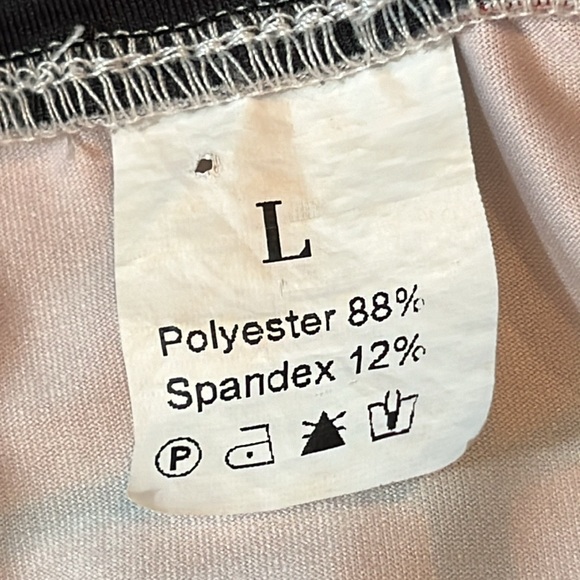 L
Polyester 88%
Spandex 12%
P